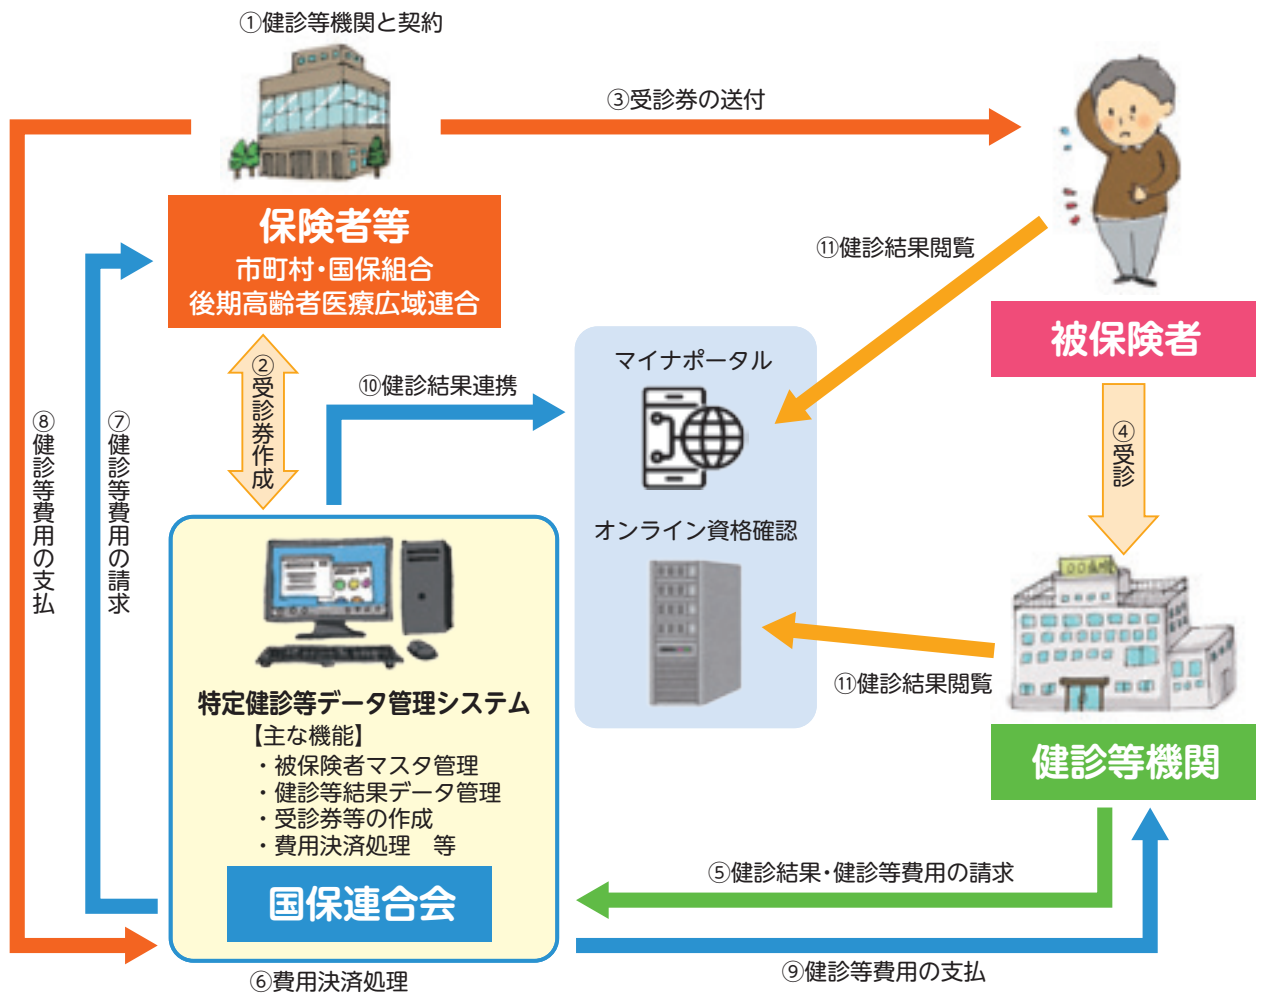 ①健診等機関と契約
③受診券の送付
保険者等
市町村・国保組合
後期高齢者医療広域連合
⑪健診結果閲覧
被保険者
②受診券作成
⑩健診結果連携
マイナポータル
④受診
⑧健診等費用の支払
⑦健診等費用の請求
オンライン資格確認
特定健診等データ管理システム
【主な機能】
・被保険者マスタ管理
・健診等結果データ管理
・受診券等の作成
・費用決済処理　等
国保連合会
⑪健診結果閲覧
健診等機関
⑤健診結果・健診等費用の請求
⑨健診等費用の支払
⑥費用決済処理